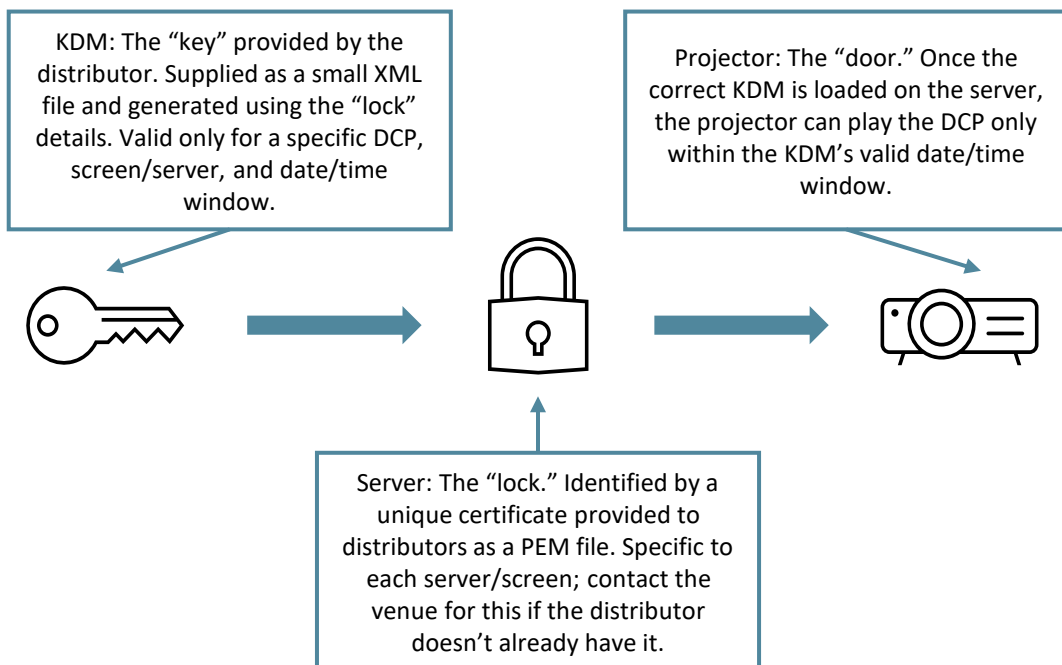 KDM: The “key” provided by the
distributor. Supplied as a small XML
file and generated using the “lock”
details. Valid only for a specific DCP,
screen/server, and date/time
window.
Projector: The “door.” Once the
correct KDM is loaded on the server,
the projector can play the DCP only
within the KDM’s valid date/time
window.
Server: The “lock.” Identified by a
unique certificate provided to
distributors as a PEM file. Specific to
each server/screen; contact the
venue for this if the distributor
doesn’t already have it.